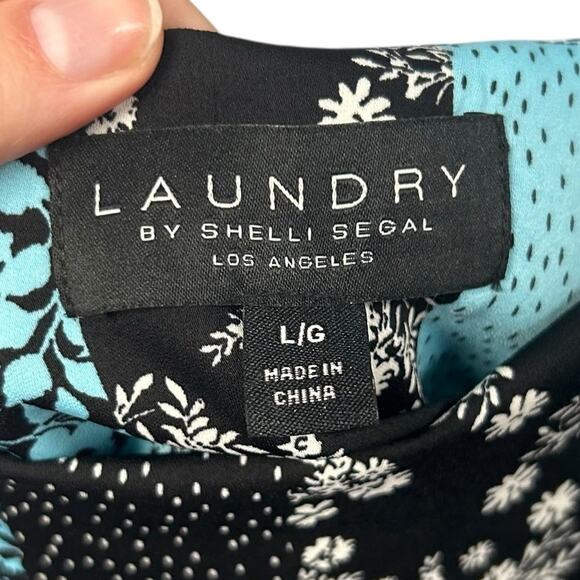 LAUNDRY
BY SHELLI SEGAL
LOS ANGELES
L/G
MADE IN
CHINA